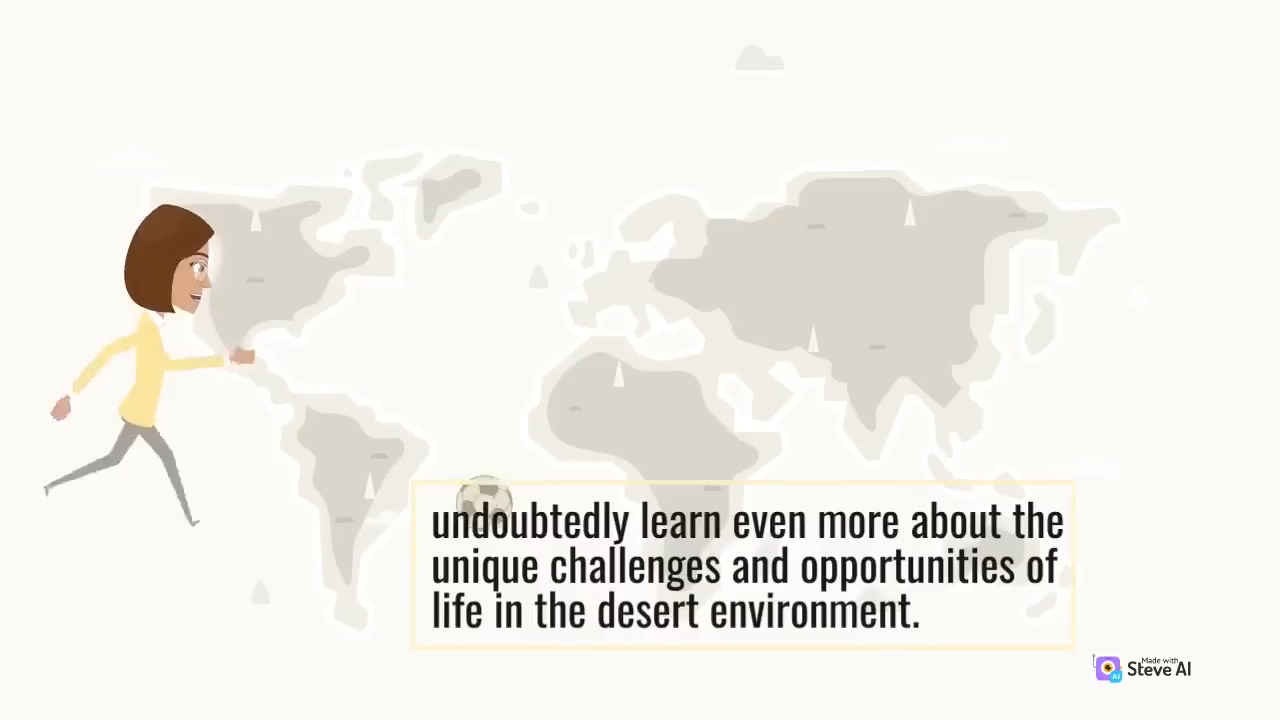 undoubtedly learn even more about the
unique challenges and opportunities of
life in the desert environment.
Made with
Steve AI
AI